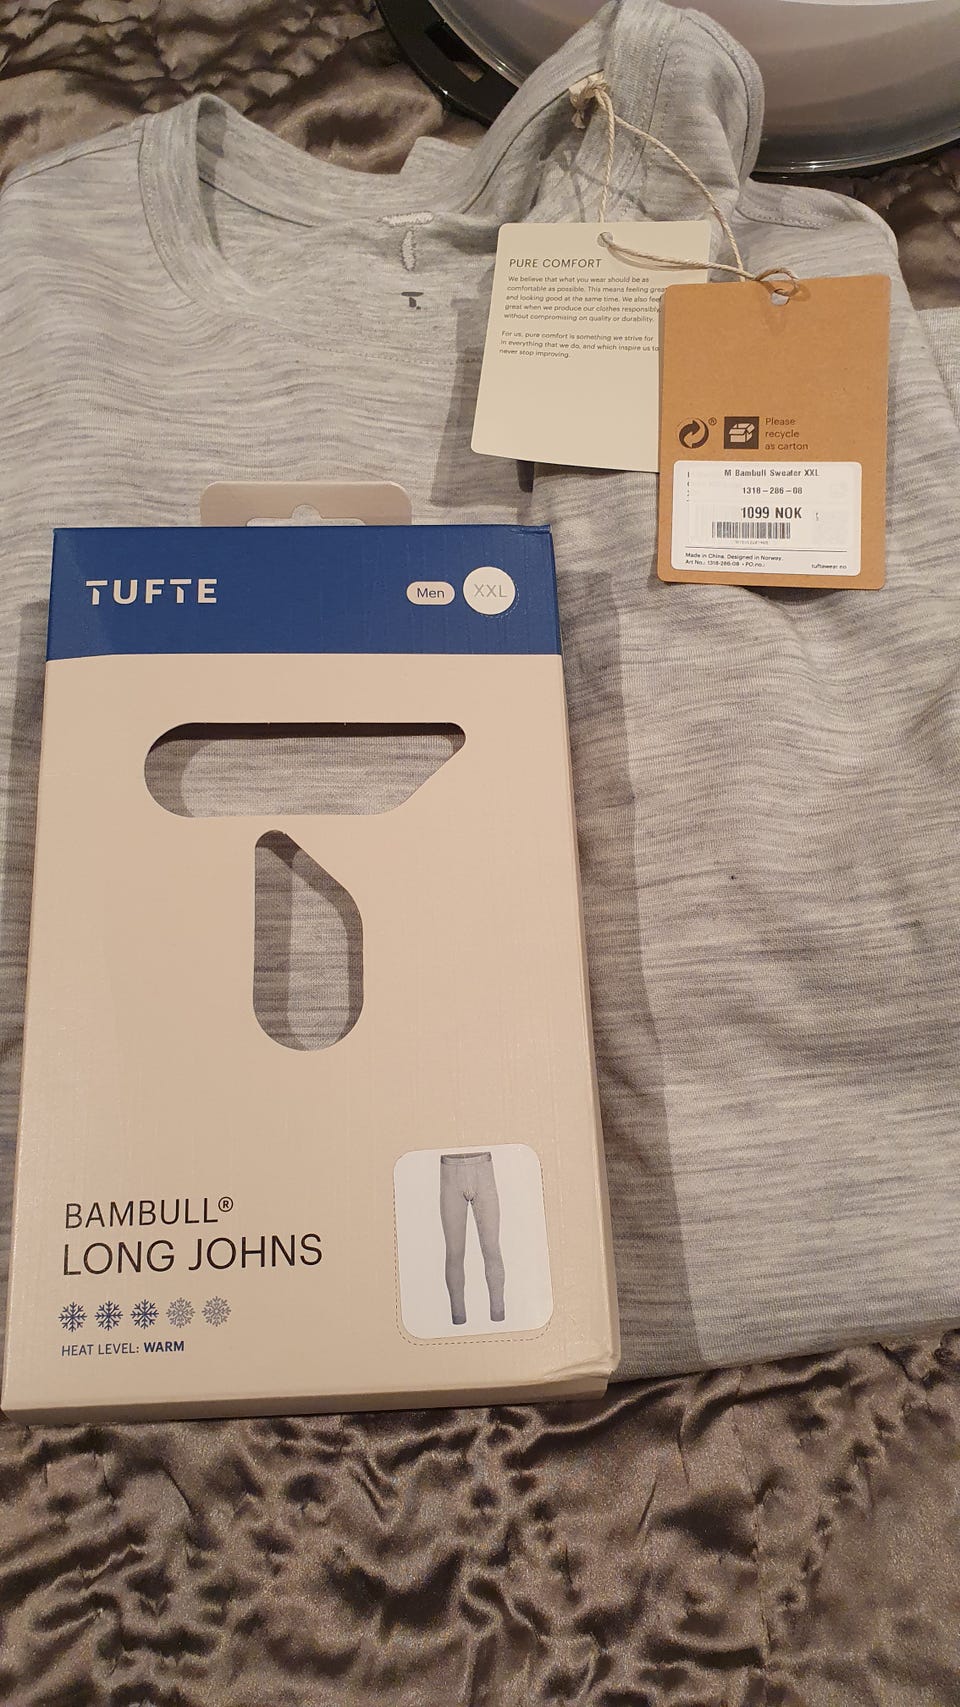 PURE COMFORT
We believe that what you wear should be as
comfortable as possible. This means feeling great
and looking good at the same time. We also feel
great when we produce our clothes responsibly,
without compromising on quality or durability.
For us, pure comfort is something we strive for
in everything that we do, and which inspire us to
never stop improving.
Please
recycle
as carton
M Bambull Sweater XXL
1318-286-08
1099 NOK
Made in China. Designed in Norway.
Art No.: 1318-286-08 • PO.no.:
tuftewear.no
TUFTE
Men
XXL
BAMBULL®
LONG JOHNS
HEAT LEVEL: WARM